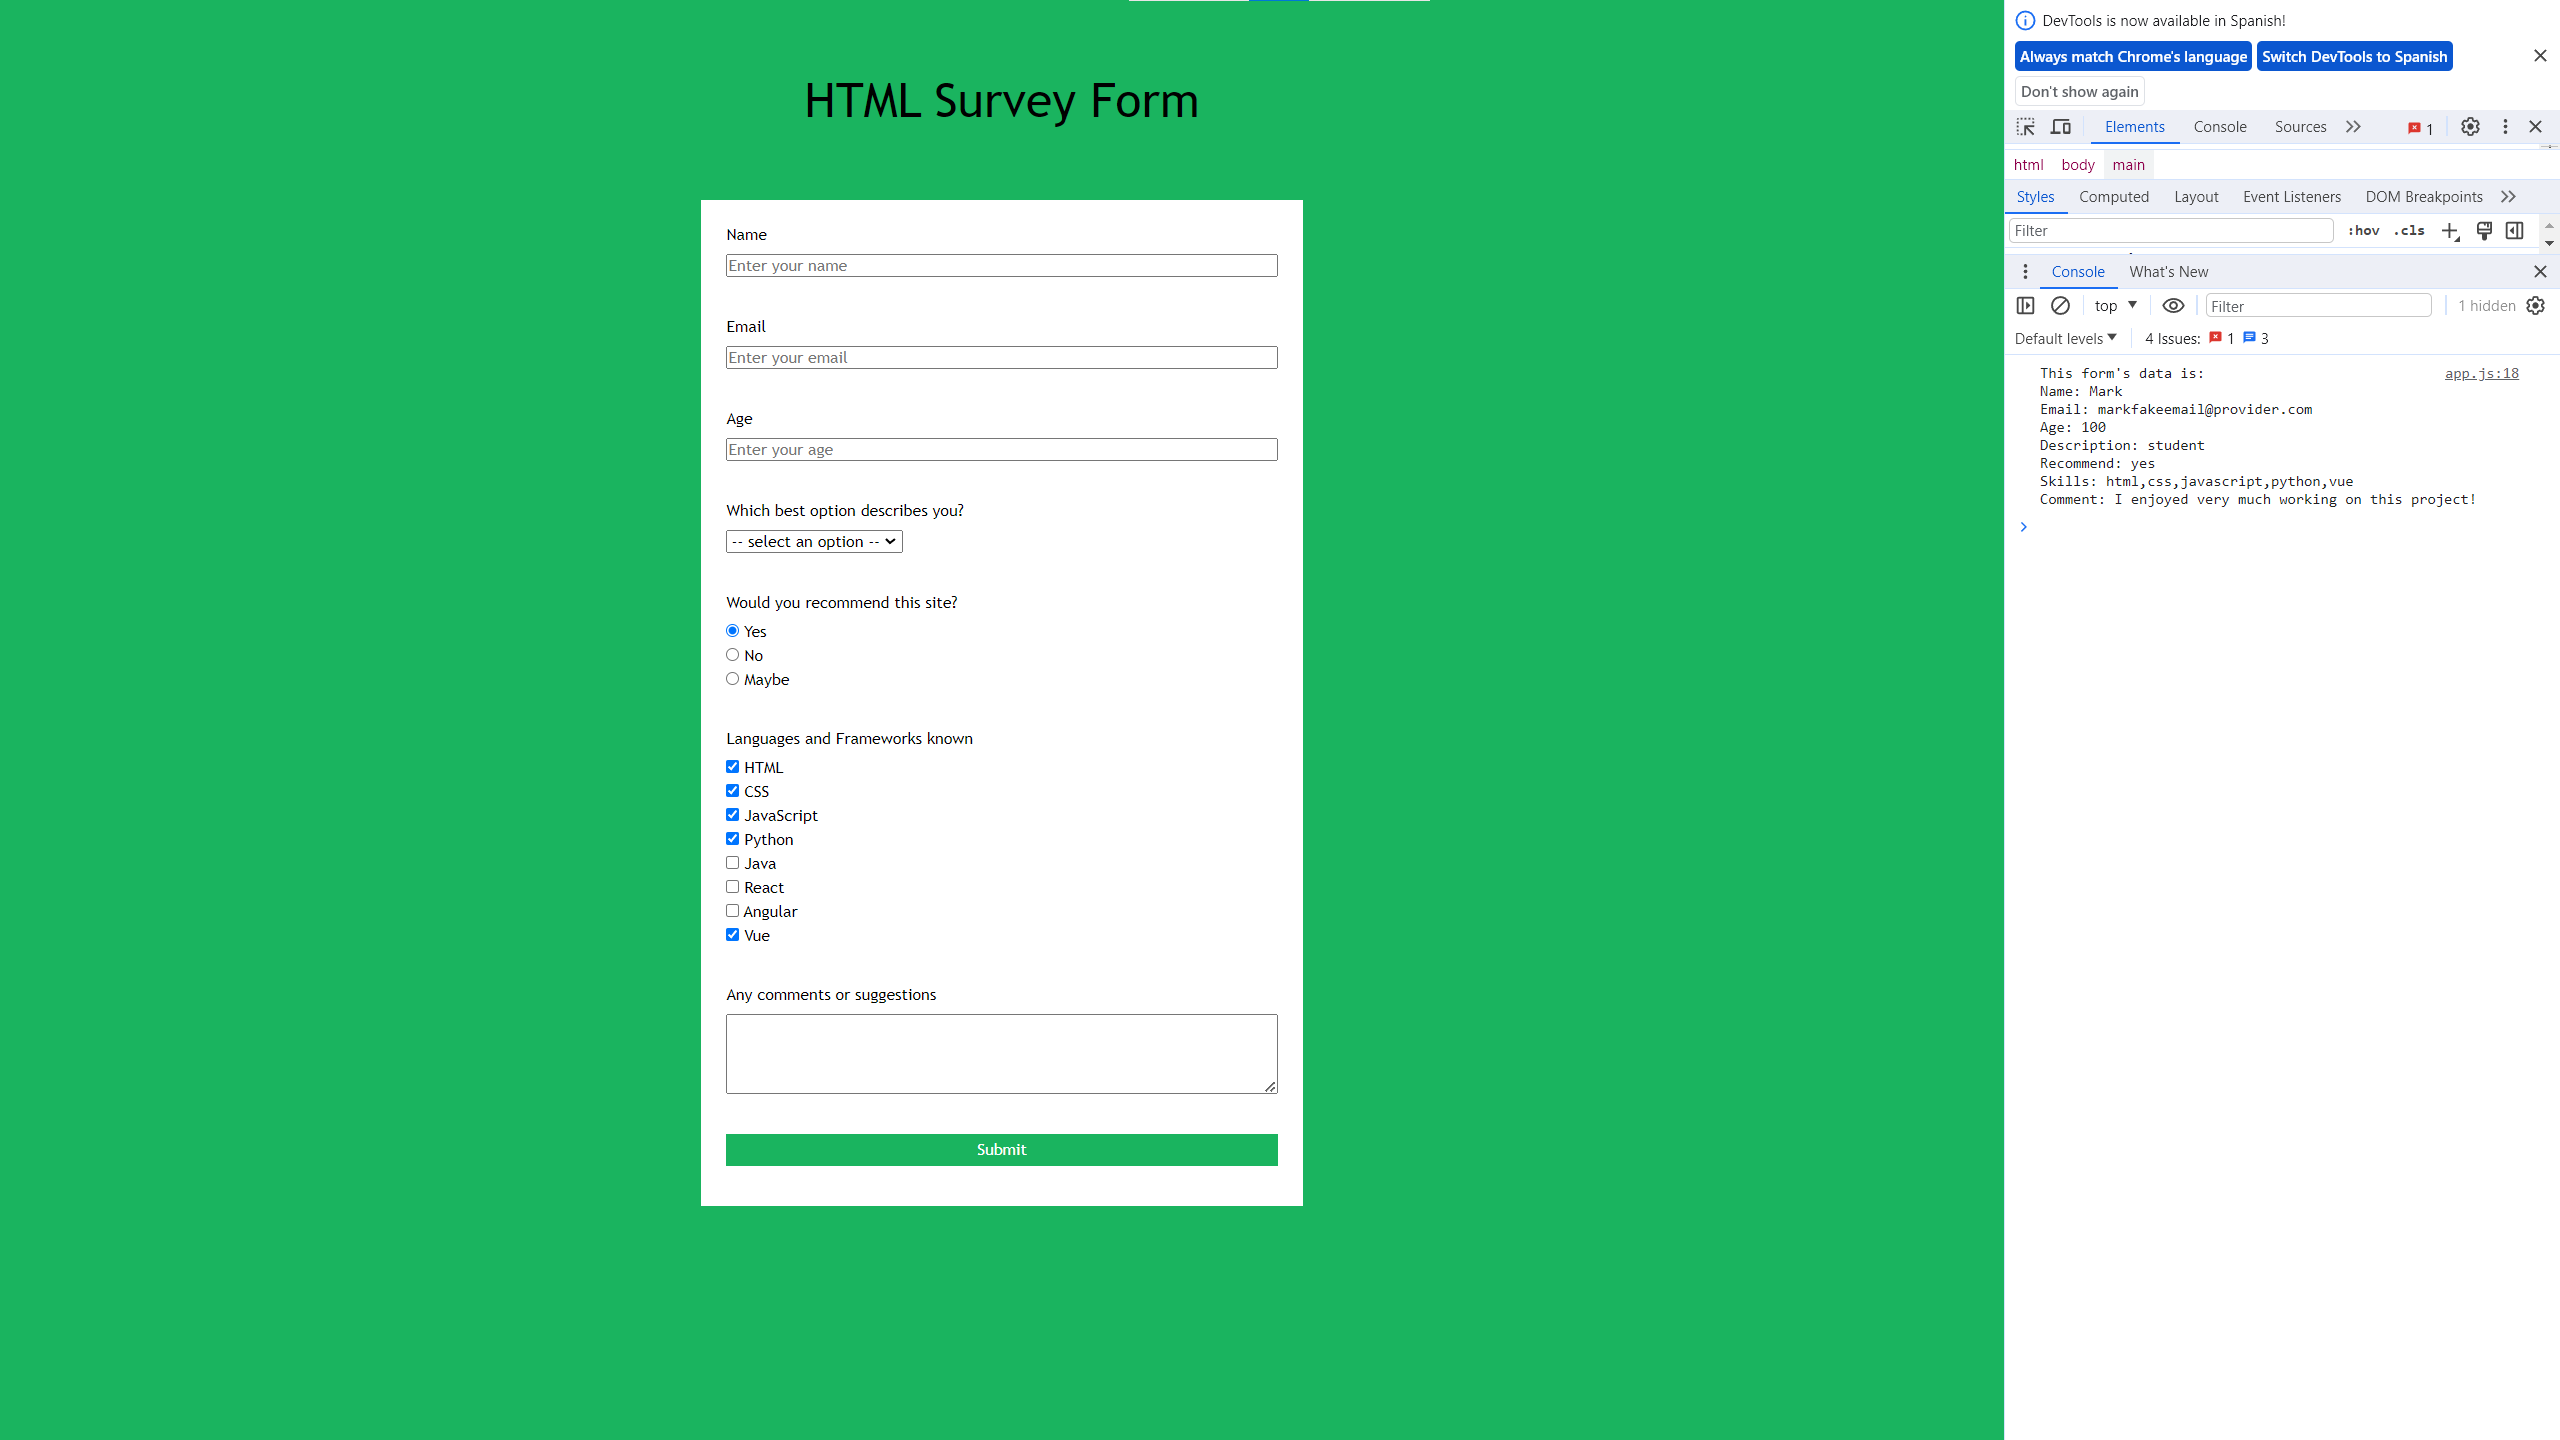 HTML Survey Form
Name
Enter your name
Email
Enter your email
Age
Enter your age
Which best option describes you?
-- select an option --
Would you recommend this site?
Yes
No
Maybe
Languages and Frameworks known
HTML
CSS
JavaScript
Python
Java
React
Angular
Vue
Any comments or suggestions
Submit
DevTools is now available in Spanish!
Always match Chrome's language Switch DevTools to Spanish
Don't show again
Elements Console Sources 1
html body main
Styles Computed Layout Event Listeners DOM Breakpoints
Filter :hov .cls
Console What's New
top Filter 1 hidden
Default levels 4 Issues: 1 3
This form's data is: app.js:18
Name: Mark
Email: markfakeemail@provider.com
Age: 100
Description: student
Recommend: yes
Skills: html,css,javascript,python,vue
Comment: I enjoyed very much working on this project!